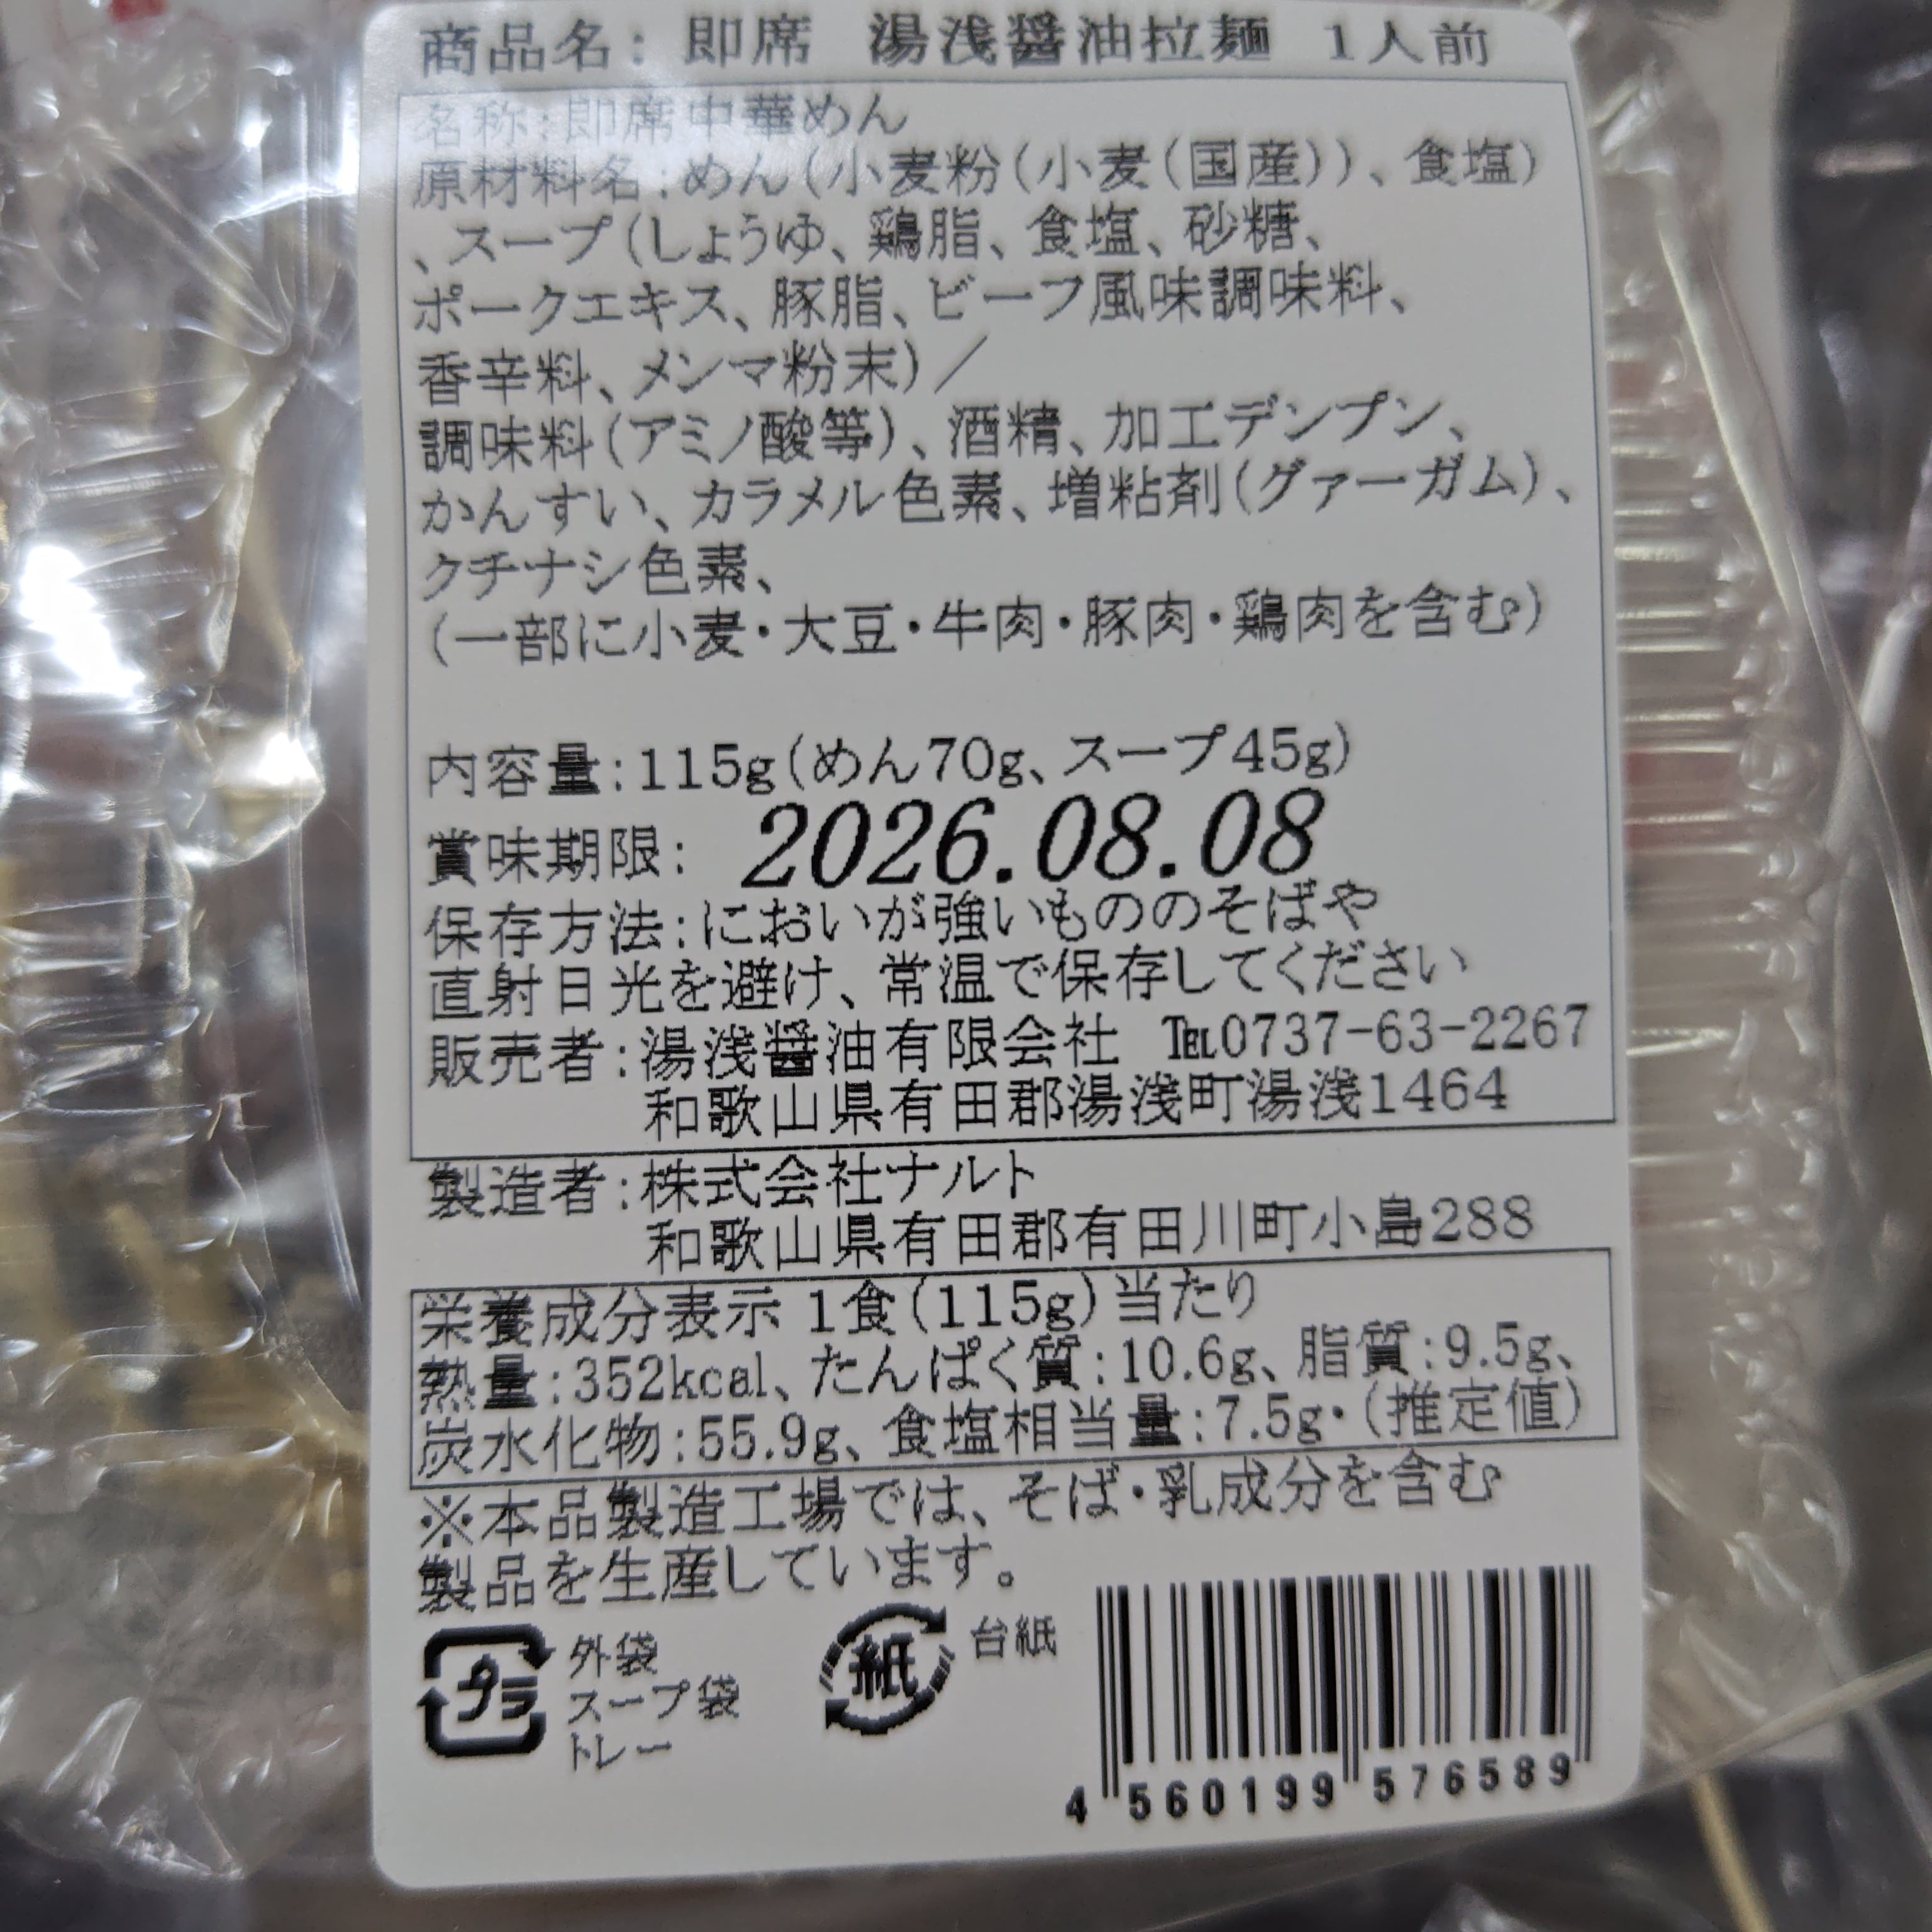 商品名: 即席 湯浅醤油拉麺 1人前
名称:即席中華めん
原材料名:めん(小麦粉(小麦(国産))、食塩)
、スープ(しょうゆ、鶏脂、食塩、砂糖、
ポークエキス、豚脂、ビーフ風味調味料、
香辛料、メンマ粉末)/
調味料(アミノ酸等)、酒精、加工デンプン、
かんすい、カラメル色素、増粘剤(グァーガム)、
クチナシ色素、
(一部に小麦・大豆・牛肉・豚肉・鶏肉を含む)
内容量:115g(めん70g、スープ45g)
賞味期限: 2026.08.08
保存方法:においが強いもののそばや
直射日光を避け、常温で保存してください
販売者:湯浅醤油有限会社 ℡0737-63-2267
和歌山県有田郡湯浅町湯浅1464
製造者:株式会社ナルト
和歌山県有田郡有田川町小島288
栄養成分表示 1食(115g)当たり
熱量:352kcal、たんぱく質:10.6g、脂質:9.5g、
炭水化物:55.9g、食塩相当量:7.5g・(推定値)
※本品製造工場では、そば・乳成分を含む
製品を生産しています。
プラ 外袋
スープ袋
トレー
紙 台紙
4 560199 576589